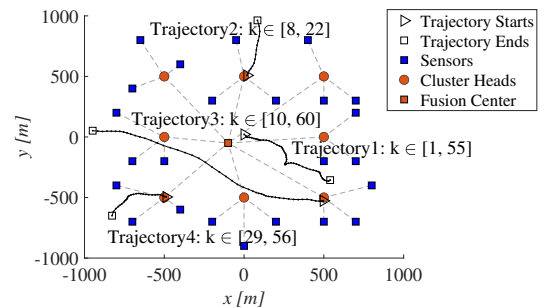 1000
Trajectory2: k ∈ [8, 22]
500
Trajectory3: k ∈ [10, 60]
0
Trajectory1: k ∈ [1, 55]
-500
Trajectory4: k ∈ [29, 56]
-1000
y [m]
-1000 -500 0 500 1000
x [m]
Trajectory Starts
Trajectory Ends
Sensors
Cluster Heads
Fusion Center